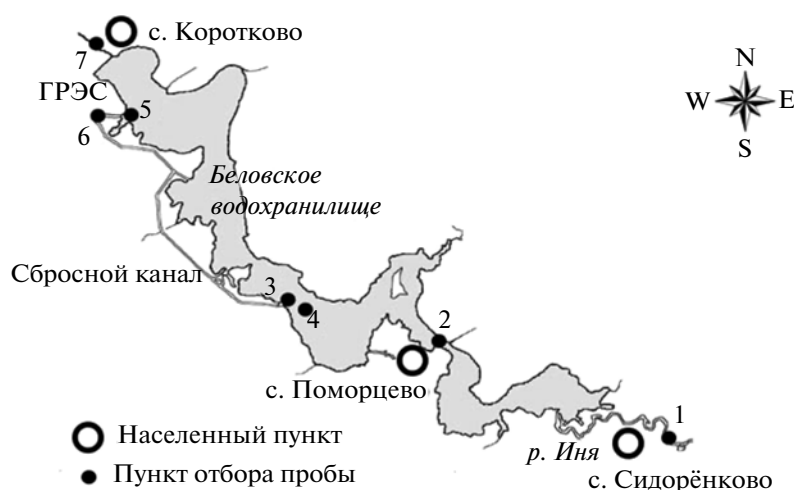 с. Коротково
7
ГРЭС
5
6
N
W E
S
Беловское
водохранилище
Сбросной канал
3
4
2
с. Поморцево
1
р. Иня
с. Сидорёнково
Населенный пункт
Пункт отбора пробы